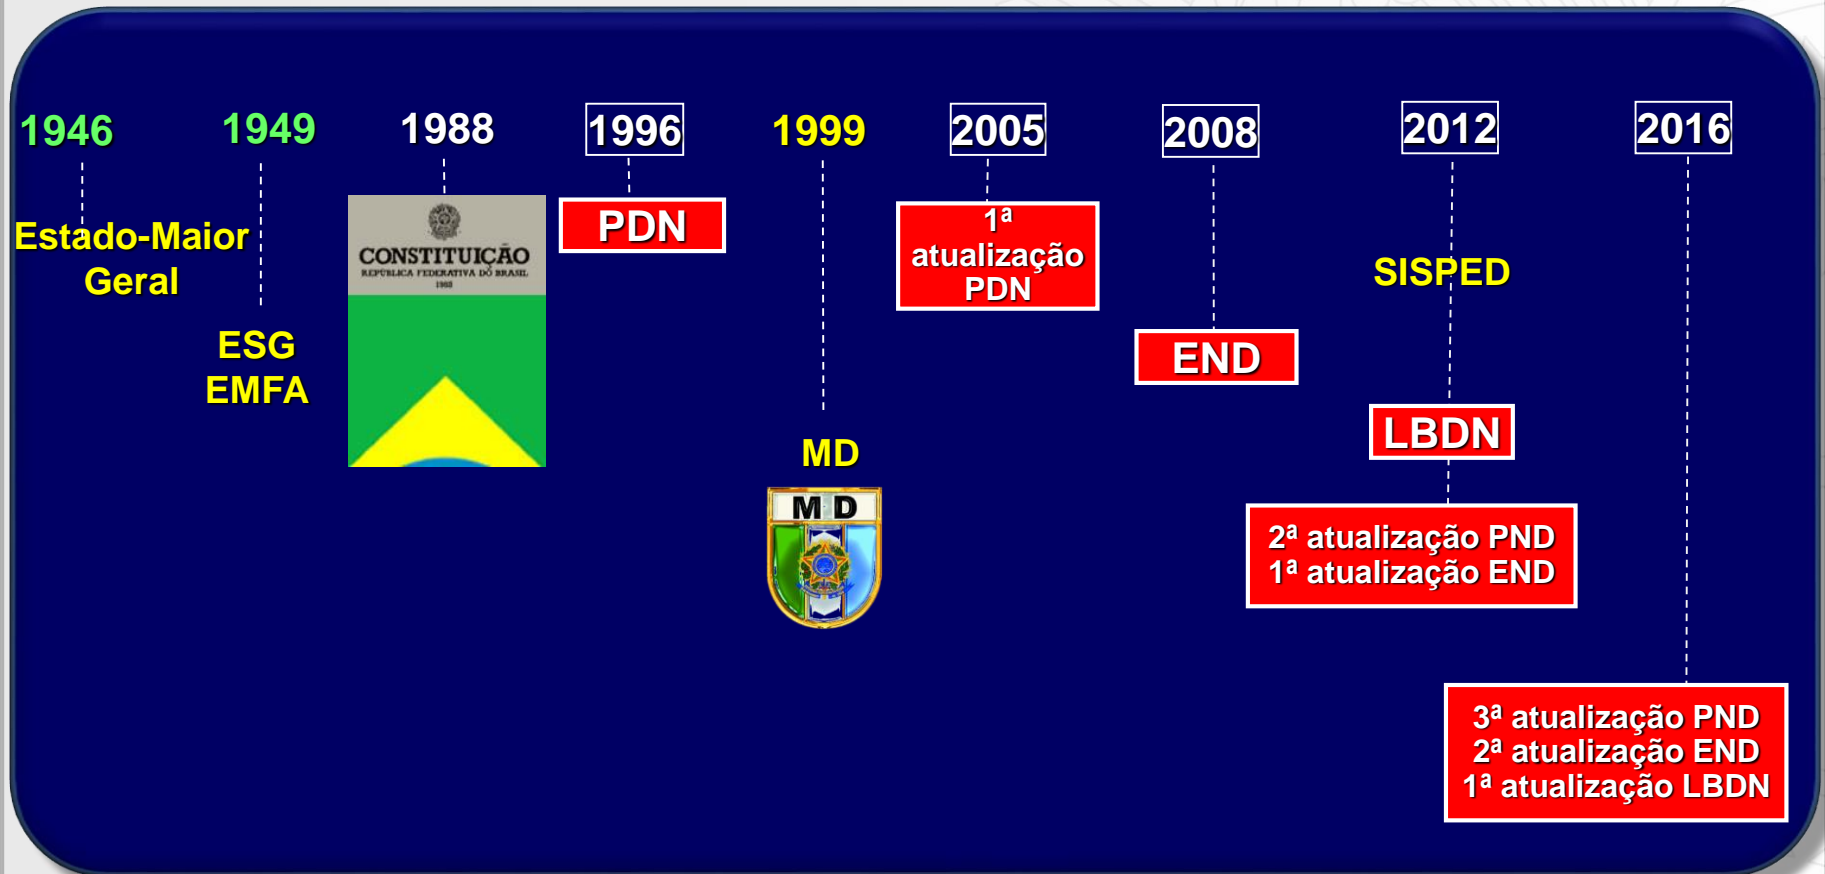 1946
1949
1988
1996
1999
2005
2008
2012
2016
Estado-Maior
Geral
ESG
EMFA
CONSTITUIÇÃO
REPÚBLICA FEDERATIVA DO BRASIL
1988
PDN
MD
M D
1ª
atualização
PDN
END
SISPED
LBDN
2ª atualização PND
1ª atualização END
3ª atualização PND
2ª atualização END
1ª atualização LBDN